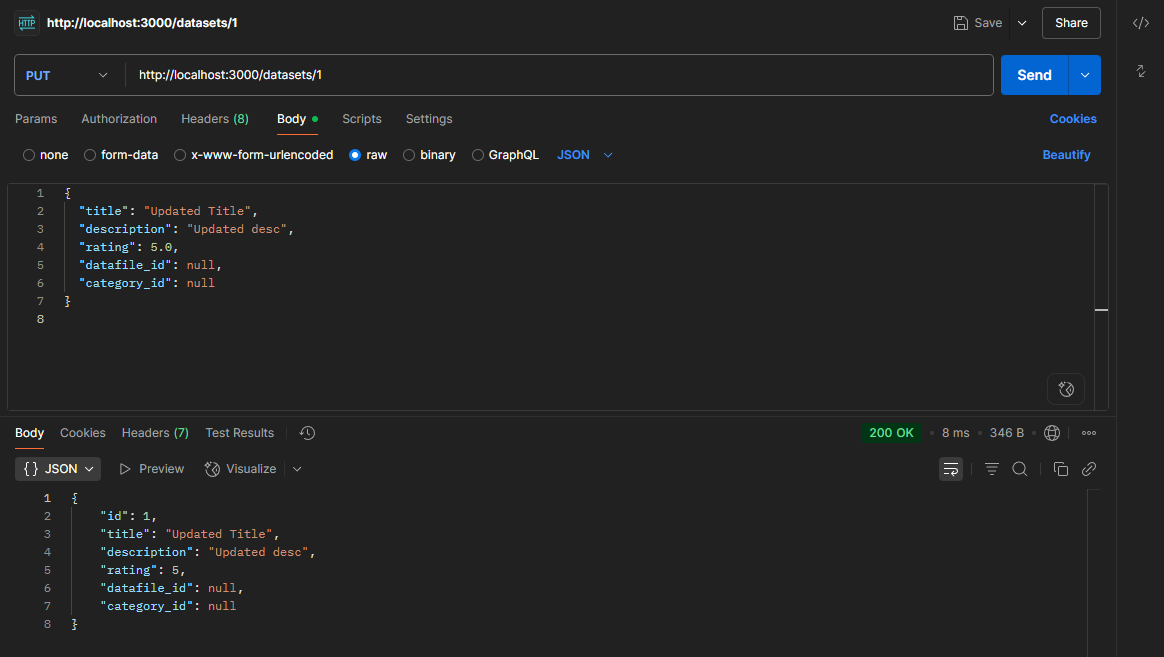 HTTP http://localhost:3000/datasets/1 Save Share
PUT http://localhost:3000/datasets/1 Send
Params Authorization Headers (8) Body Scripts Settings Cookies
none form-data x-www-form-urlencoded raw binary GraphQL JSON Beautify
1 {
2 "title": "Updated Title",
3 "description": "Updated desc",
4 "rating": 5.0,
5 "datafile_id": null,
6 "category_id": null
7 }
8
Body Cookies Headers (7) Test Results 200 OK • 8 ms • 346 B •
{} JSON Preview Visualize
1 {
2 "id": 1,
3 "title": "Updated Title",
4 "description": "Updated desc",
5 "rating": 5,
6 "datafile_id": null,
7 "category_id": null
8 }